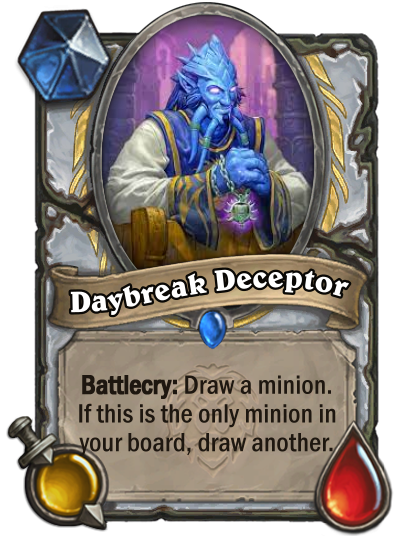 Daybreak Deceptor
Battlecry: Draw a minion.
If this is the only minion in
your board, draw another.